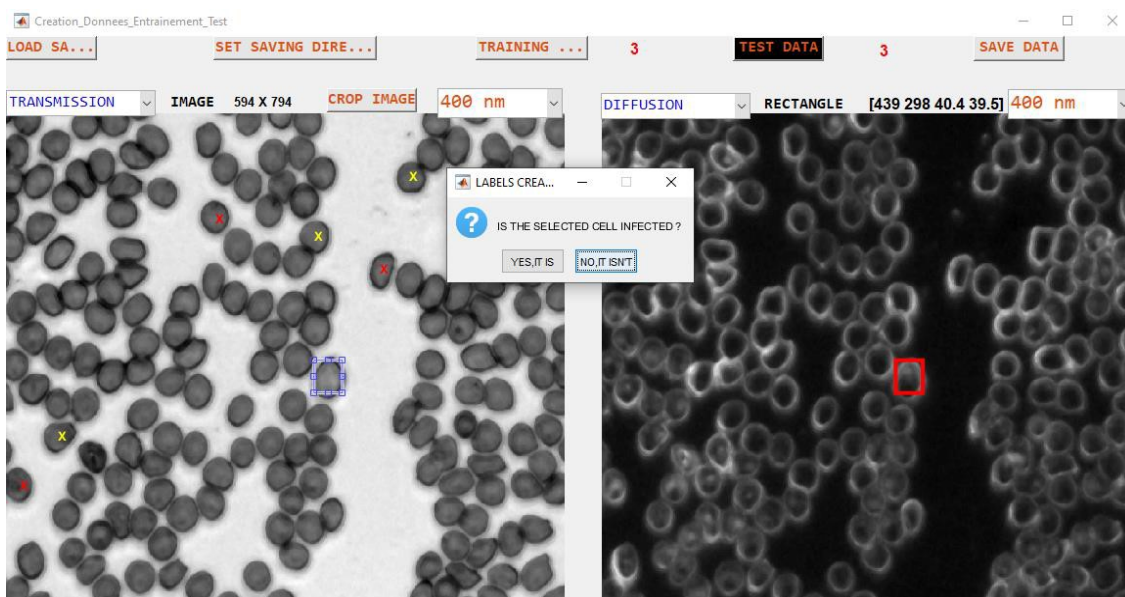 Creation_Donnees_Entrainement_Test
LOAD SA... SET SAVING DIRE... TRAINING ... 3 TEST DATA 3 SAVE DATA
TRANSMISSION IMAGE 594 X 794 CROP IMAGE 400 nm DIFFUSION RECTANGLE [439 298 40.4 39.5] 400 nm
LABELS CREA...
IS THE SELECTED CELL INFECTED ?
YES,IT IS NO,IT ISN'T
X
X
X
X
X
X